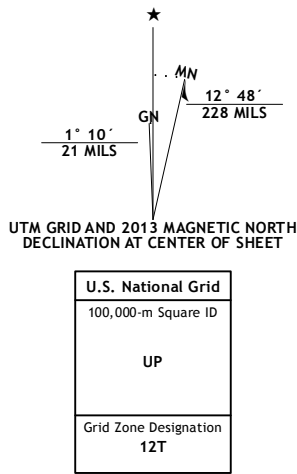 ★
MN
GN
12° 48´
228 MILS
1° 10´
21 MILS
UTM GRID AND 2013 MAGNETIC NORTH
DECLINATION AT CENTER OF SHEET
U.S. National Grid
100,000-m Square ID
UP
Grid Zone Designation
12T